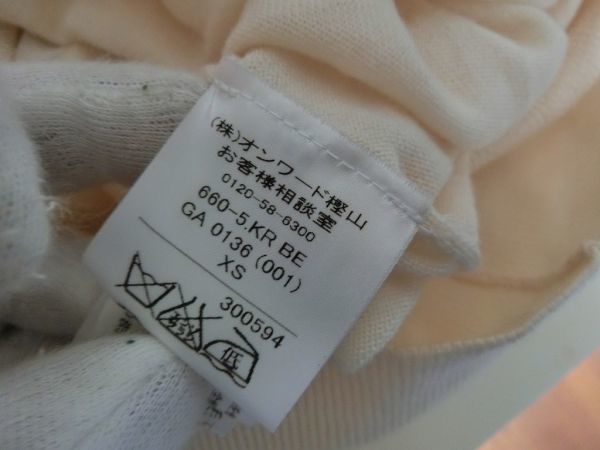 (株)オンワード樫山
お客様相談室
0120-58-6300
660-5.KR BE
GA 0136 (001)
XS
300594
低